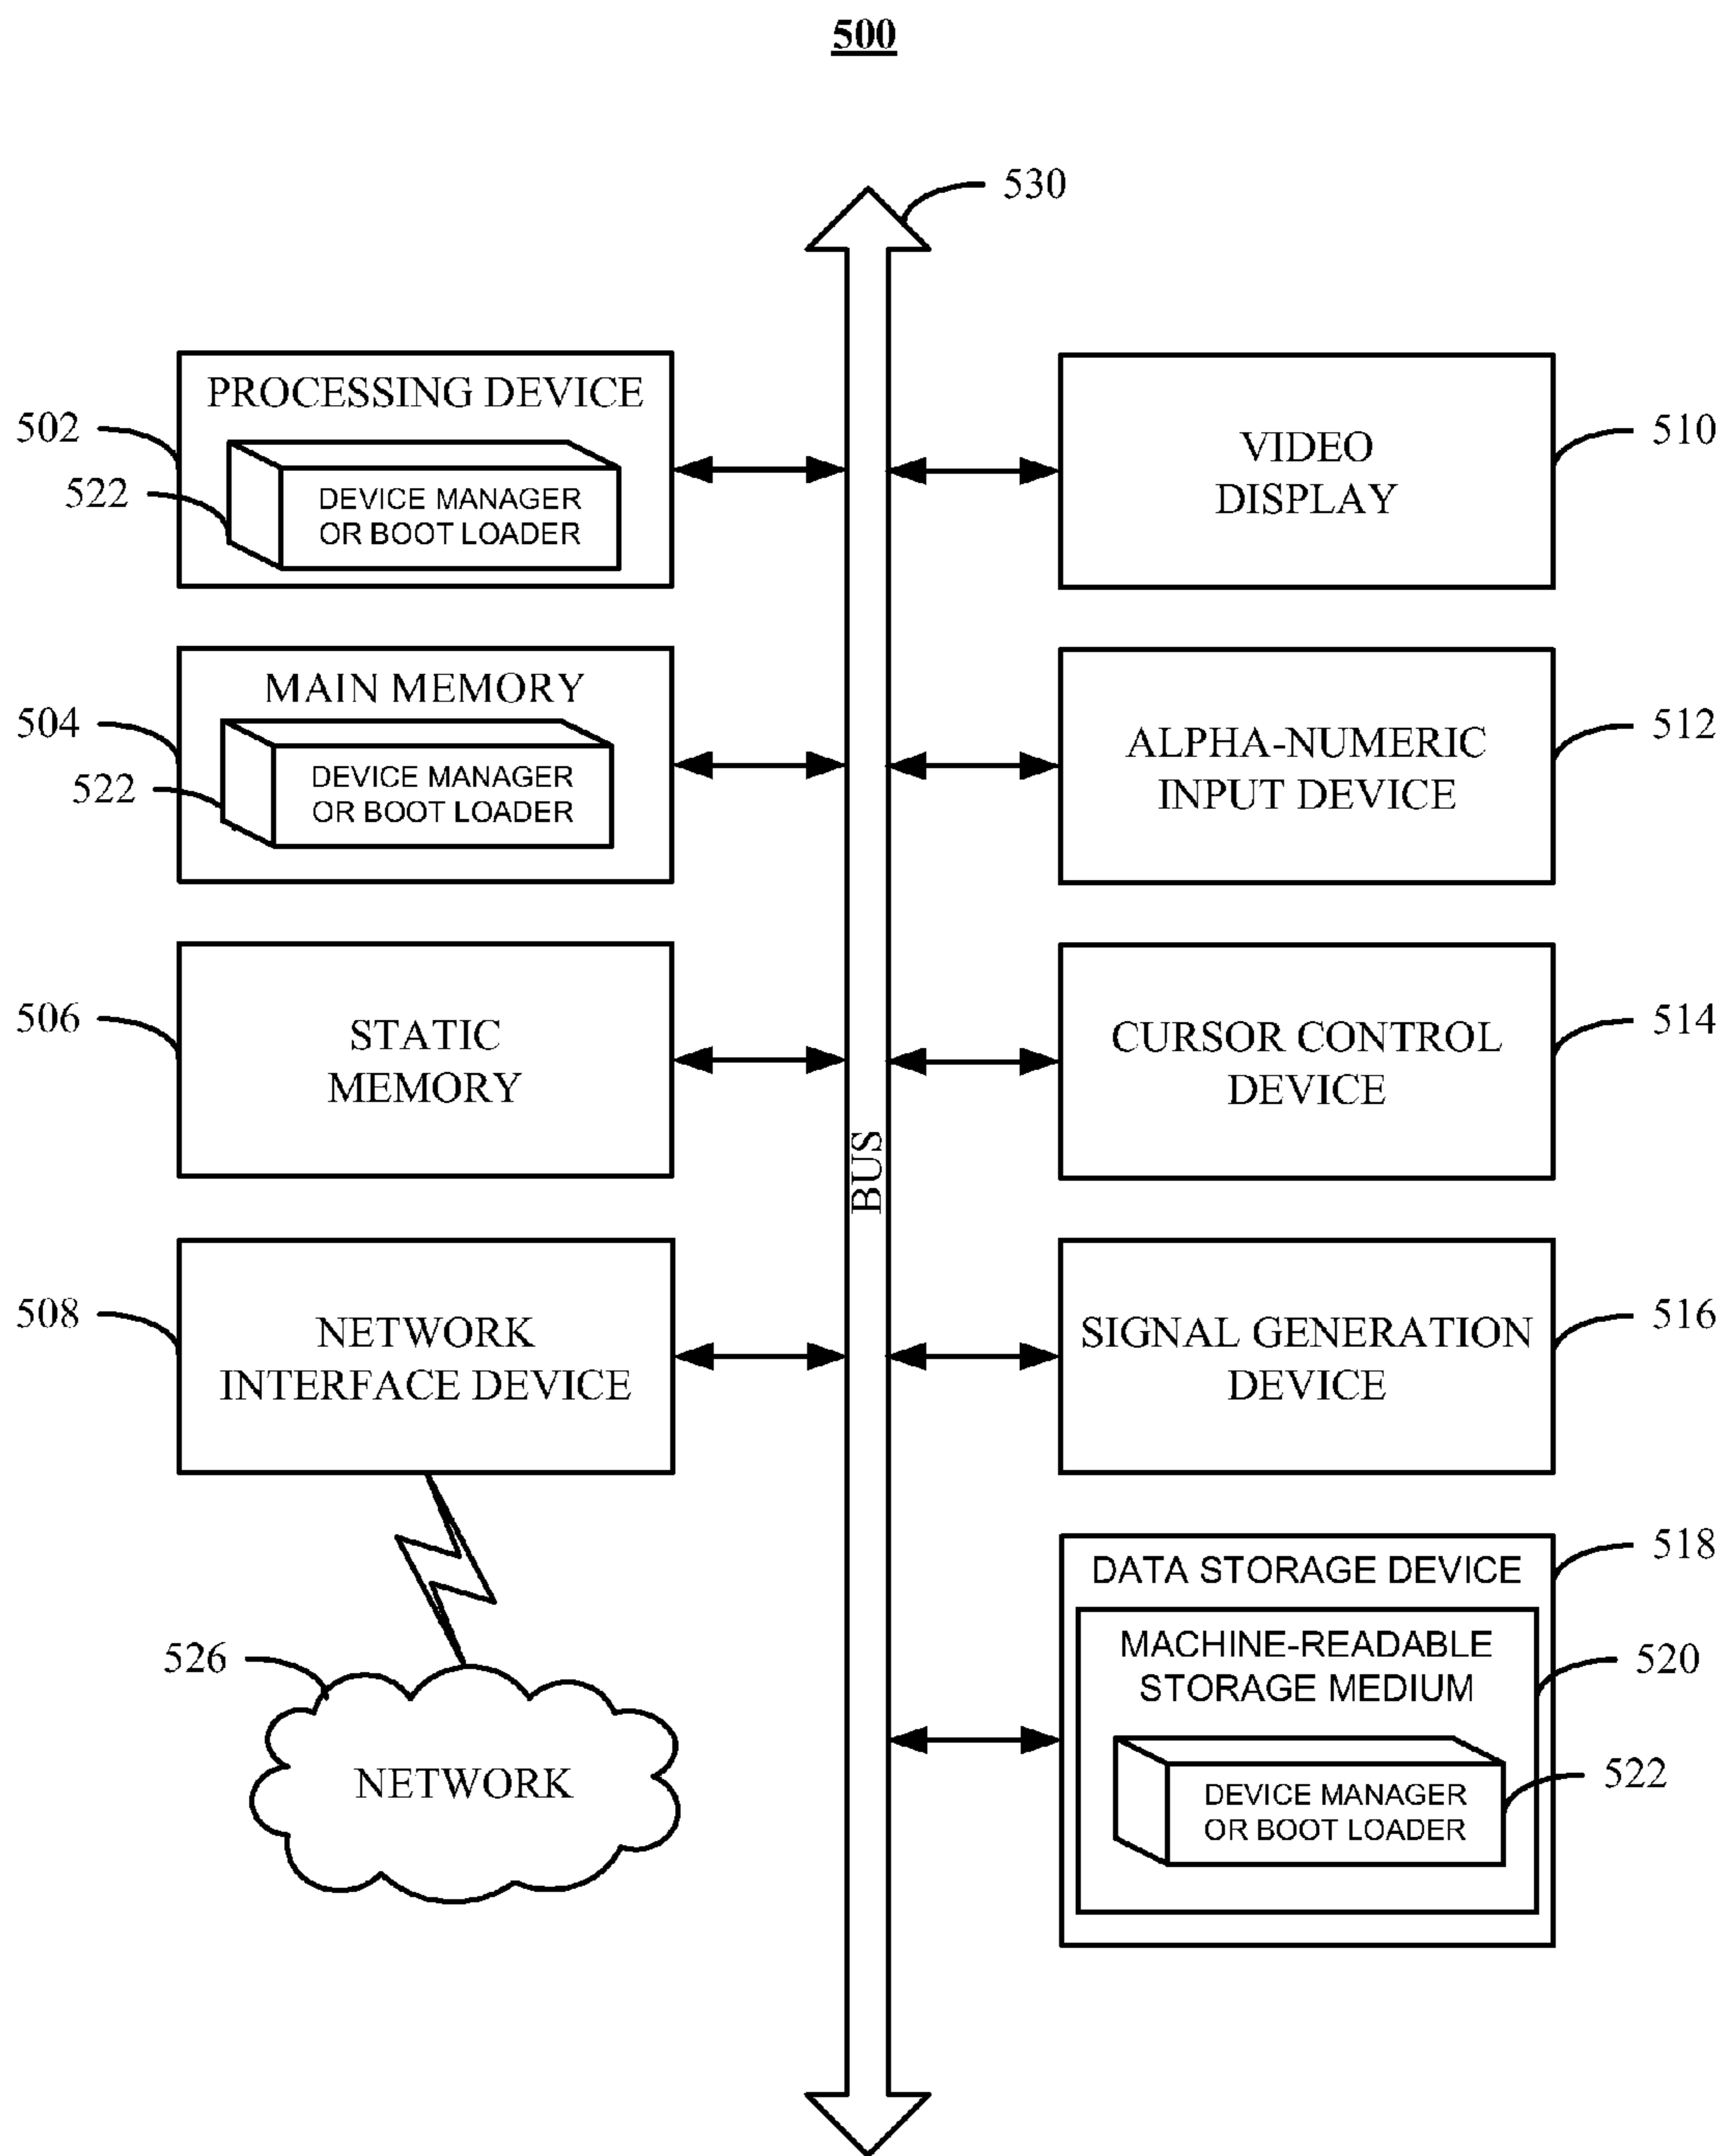 500
530
PROCESSING DEVICE
502
522
DEVICE MANAGER
OR BOOT LOADER
VIDEO
DISPLAY
510
MAIN MEMORY
504
522
DEVICE MANAGER
OR BOOT LOADER
ALPHA-NUMERIC
INPUT DEVICE
512
506
STATIC
MEMORY
CURSOR CONTROL
DEVICE
514
BUS
508
NETWORK
INTERFACE DEVICE
SIGNAL GENERATION
DEVICE
516
526
NETWORK
518
DATA STORAGE DEVICE
MACHINE-READABLE
STORAGE MEDIUM
520
DEVICE MANAGER
OR BOOT LOADER
522